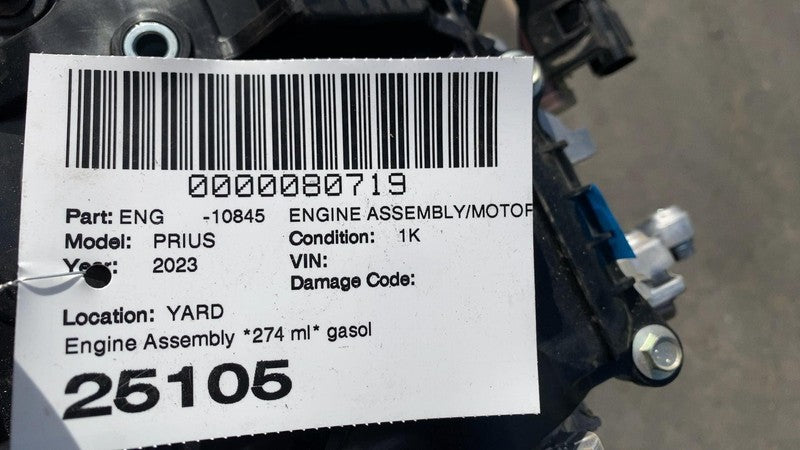 0000080719
Part: ENG -10845 ENGINE ASSEMBLY/MOTOR
Model: PRIUS Condition: 1K
Year: 2023 VIN:
Damage Code:
Location: YARD
Engine Assembly *274 ml* gasol
25105